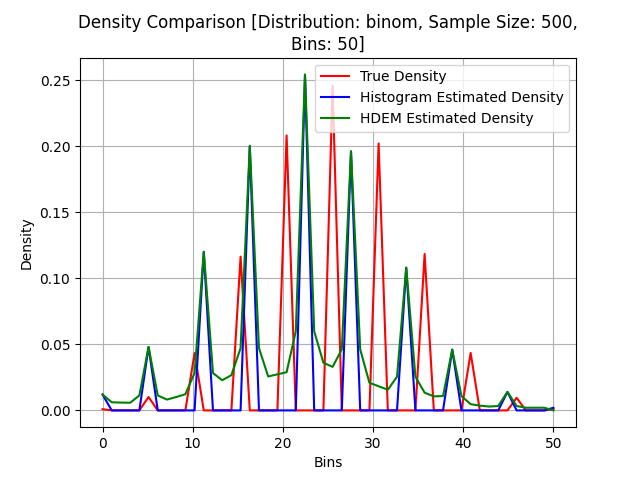 Density Comparison [Distribution: binom, Sample Size: 500,
Bins: 50]
True Density
Histogram Estimated Density
HDEM Estimated Density
Density
0.25
0.20
0.15
0.10
0.05
0.00
0 10 20 30 40 50
Bins